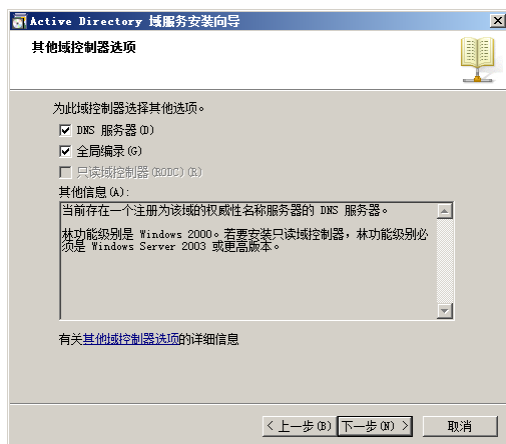 Active Directory 域服务安装向导
其他域控制器选项
为此域控制器选择其他选项。
DNS 服务器(D)
全局编录(G)
只读域控制器(RODC)(R)
其他信息(A):
当前存在一个注册为该域的权威性名称服务器的 DNS 服务器。
林功能级别是 Windows 2000。若要安装只读域控制器，林功能级别必
须是 Windows Server 2003 或更高版本。
有关其他域控制器选项的详细信息
< 上一步(B) 下一步(N) > 取消